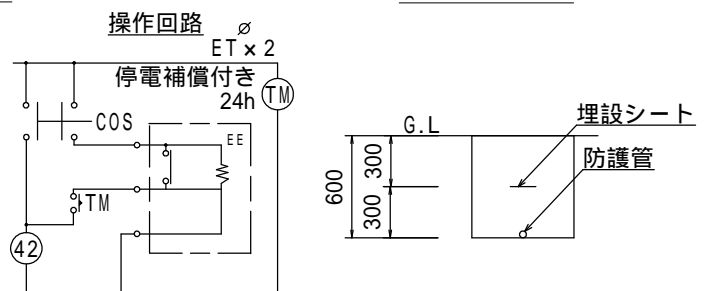 操作回路
ET × 2
停電補償付き
24h
TM
COS
EE
TM
42
G.L
埋設シート
防護管
600
300
300